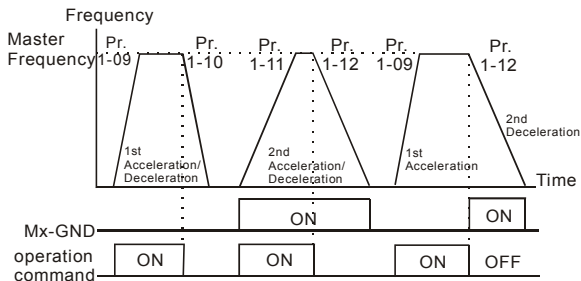 Frequency
Master
Frequency
Pr.
1-09
Pr.
1-10
Pr.
1-11
Pr.
1-12
Pr.
1-09
Pr.
1-12
1st
Acceleration/
Deceleration
2nd
Acceleration/
Deceleration
1st
Acceleration
2nd
Deceleration
Time
Mx-GND
ON
ON
operation
command
ON
ON
ON
OFF